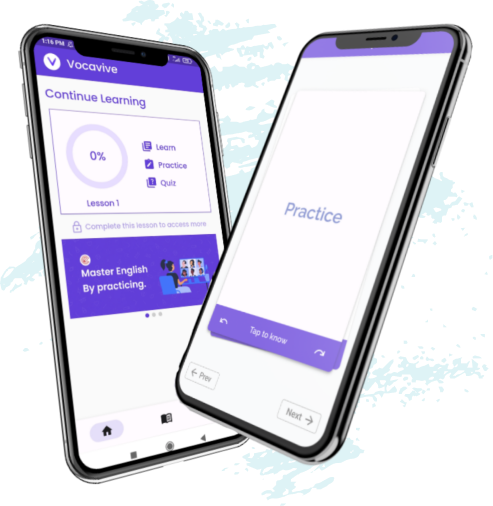 1:16 PM
Vocavive
Continue Learning
0%
Learn
Practice
Quiz
Lesson 1
Complete this lesson to access more
Master English
By practicing.
Practice
Tap to know
← Prev
Next →